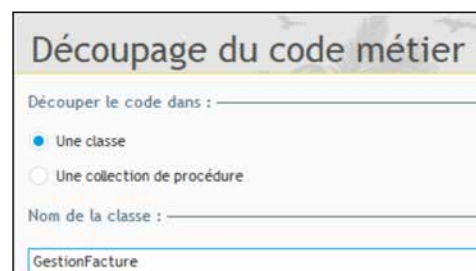 Découpage du code métier
Découper le code dans :
Une classe
Une collection de procédure
Nom de la classe :
GestionFacture